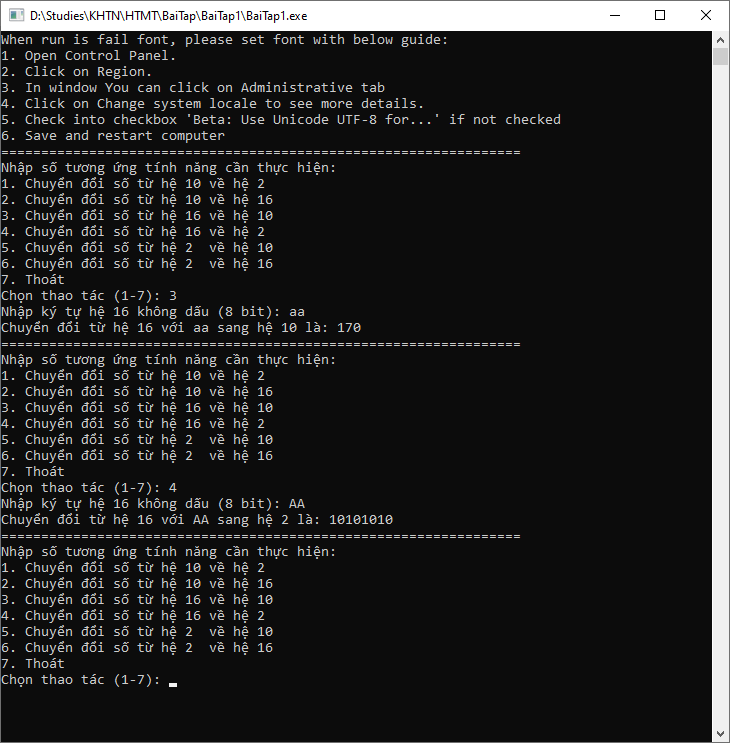 D:\Studies\KHTN\HTMT\BaiTap\BaiTap1\BaiTap1.exe
When run is fail font, please set font with below guide:
1. Open Control Panel.
2. Click on Region.
3. In window You can click on Administrative tab
4. Click on Change system locale to see more details.
5. Check into checkbox 'Beta: Use Unicode UTF-8 for...' if not checked
6. Save and restart computer
=================================================================
Nhập số tương ứng tính năng cần thực hiện:
1. Chuyển đổi số từ hệ 10 về hệ 2
2. Chuyển đổi số từ hệ 10 về hệ 16
3. Chuyển đổi số từ hệ 16 về hệ 10
4. Chuyển đổi số từ hệ 16 về hệ 2
5. Chuyển đổi số từ hệ 2  về hệ 10
6. Chuyển đổi số từ hệ 2  về hệ 16
7. Thoát
Chọn thao tác (1-7): 3
Nhập ký tự hệ 16 không dấu (8 bit): aa
Chuyển đổi từ hệ 16 với aa sang hệ 10 là: 170
=================================================================
Nhập số tương ứng tính năng cần thực hiện:
1. Chuyển đổi số từ hệ 10 về hệ 2
2. Chuyển đổi số từ hệ 10 về hệ 16
3. Chuyển đổi số từ hệ 16 về hệ 10
4. Chuyển đổi số từ hệ 16 về hệ 2
5. Chuyển đổi số từ hệ 2  về hệ 10
6. Chuyển đổi số từ hệ 2  về hệ 16
7. Thoát
Chọn thao tác (1-7): 4
Nhập ký tự hệ 16 không dấu (8 bit): AA
Chuyển đổi từ hệ 16 với AA sang hệ 2 là: 10101010
=================================================================
Nhập số tương ứng tính năng cần thực hiện:
1. Chuyển đổi số từ hệ 10 về hệ 2
2. Chuyển đổi số từ hệ 10 về hệ 16
3. Chuyển đổi số từ hệ 16 về hệ 10
4. Chuyển đổi số từ hệ 16 về hệ 2
5. Chuyển đổi số từ hệ 2  về hệ 10
6. Chuyển đổi số từ hệ 2  về hệ 16
7. Thoát
Chọn thao tác (1-7):